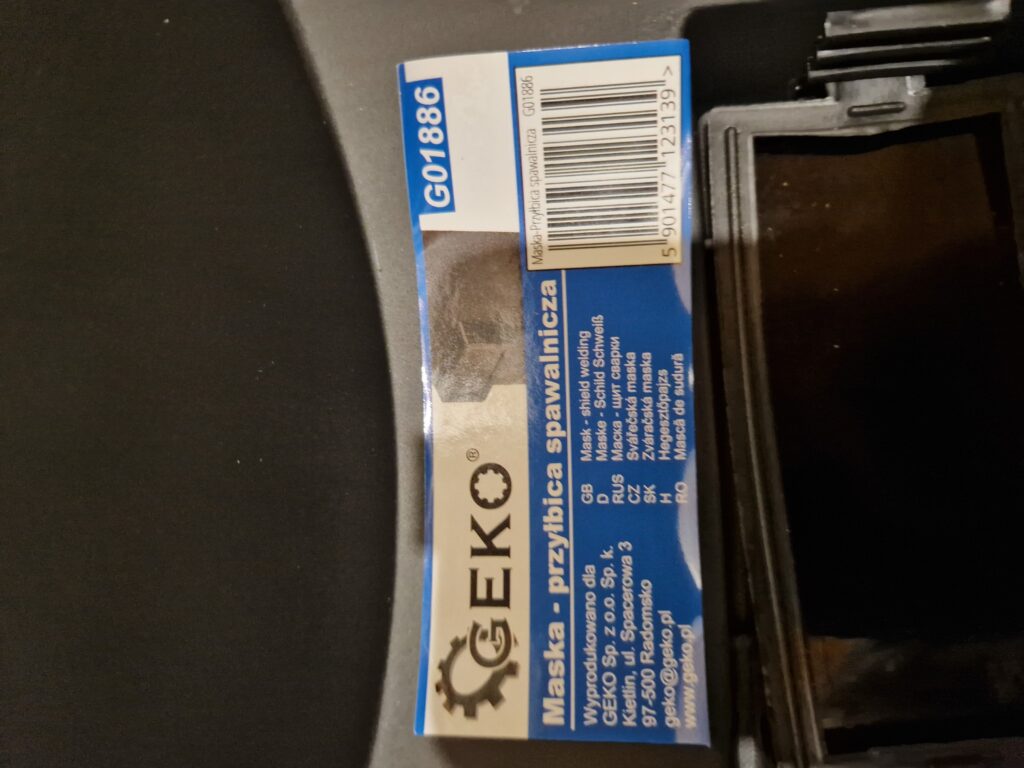 GEKO®
G01886
Maska - przyłbica spawalnicza
Wyprodukowano dla
GEKO Sp. z o.o. Sp. k.
Kietlin, ul. Spacerowa 3
97-500 Radomsko
geko@geko.pl
www.geko.pl
GB Mask - shield welding
D Maske - Schild Schweiß
RUS Маска - щит сварки
CZ Svářečská maska
SK Zváračská maska
H Hegesztőpajzs
RO Mască de sudură
Maska-Przyłbica spawalnicza G01886
5 901477 123139 >